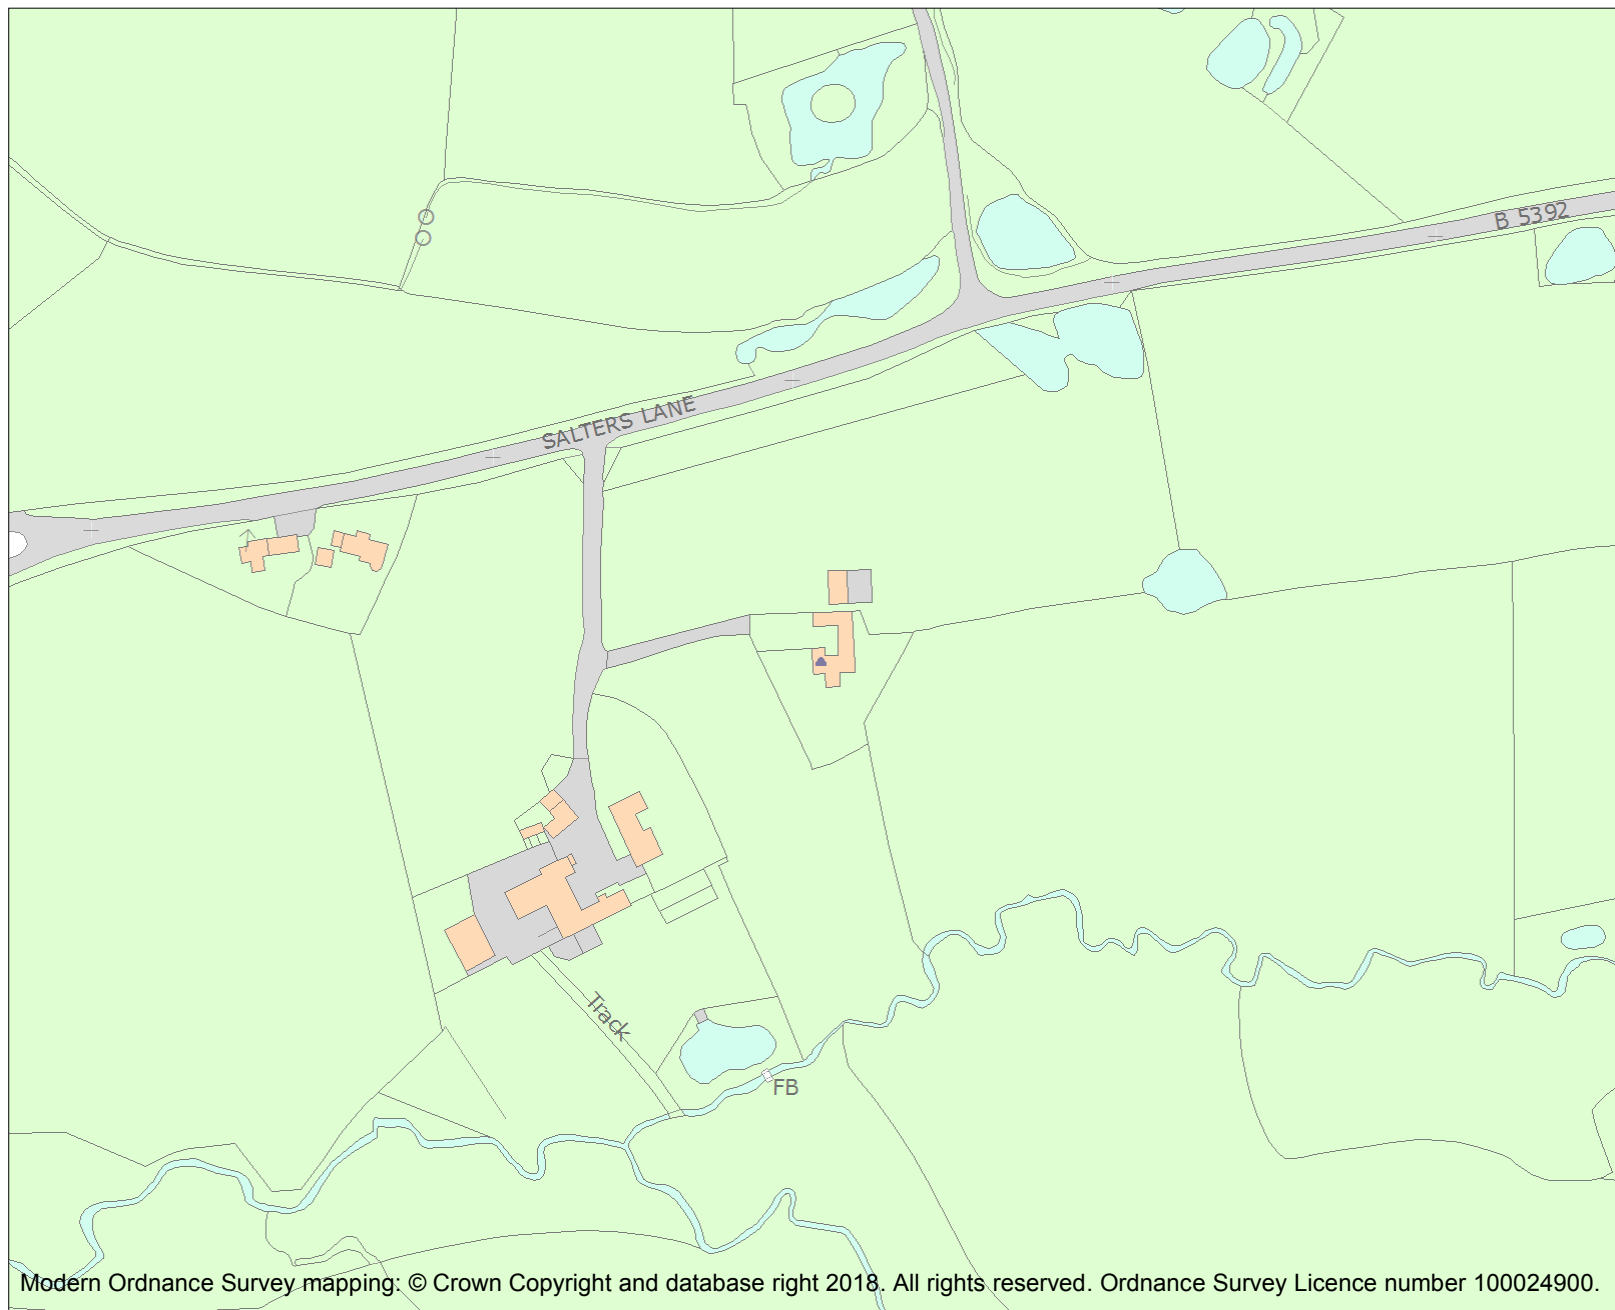 B 5392
SALTERS LANE
Track
FB
Modern Ordnance Survey mapping: © Crown Copyright and database right 2018. All rights reserved. Ordnance Survey Licence number 100024900.